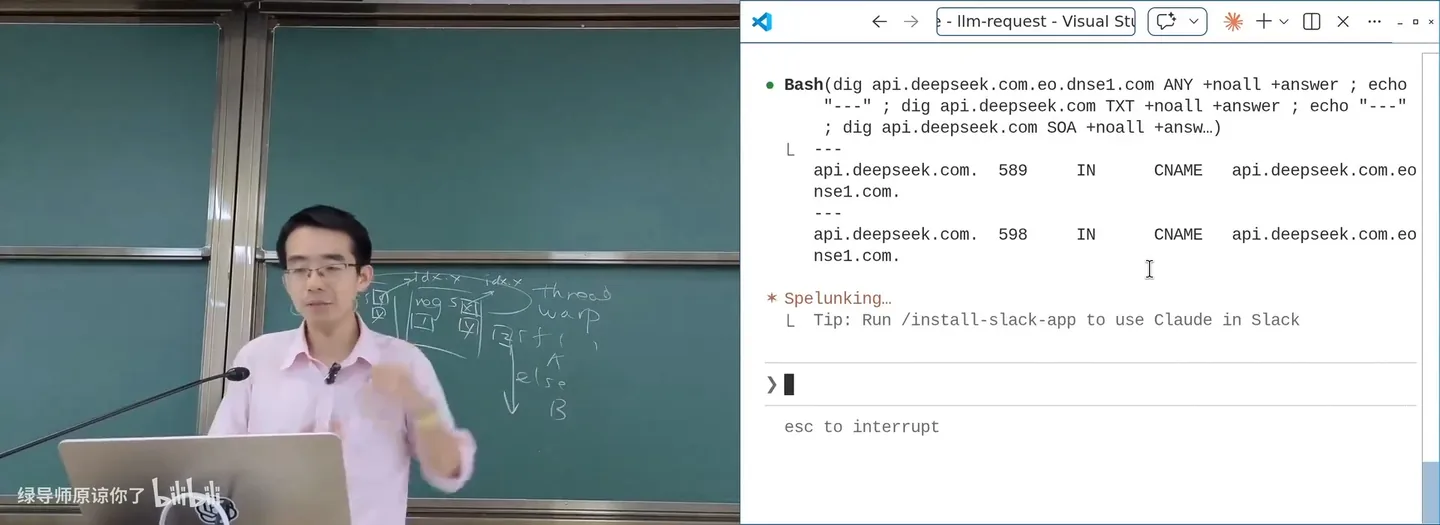 idx.x
idx.x
thread
warp
reg s
else
A
B
绿导师原谅你了 bilibili
e - llm-request - Visual Stu
● Bash(dig api.deepseek.com.eo.dnse1.com ANY +noall +answer ; echo
"---" ; dig api.deepseek.com TXT +noall +answer ; echo "---"
; dig api.deepseek.com SOA +noall +answ…)
---
api.deepseek.com. 589 IN CNAME api.deepseek.com.eo
nse1.com.
---
api.deepseek.com. 598 IN CNAME api.deepseek.com.eo
nse1.com.
Spelunking…
Tip: Run /install-slack-app to use Claude in Slack
❯
esc to interrupt